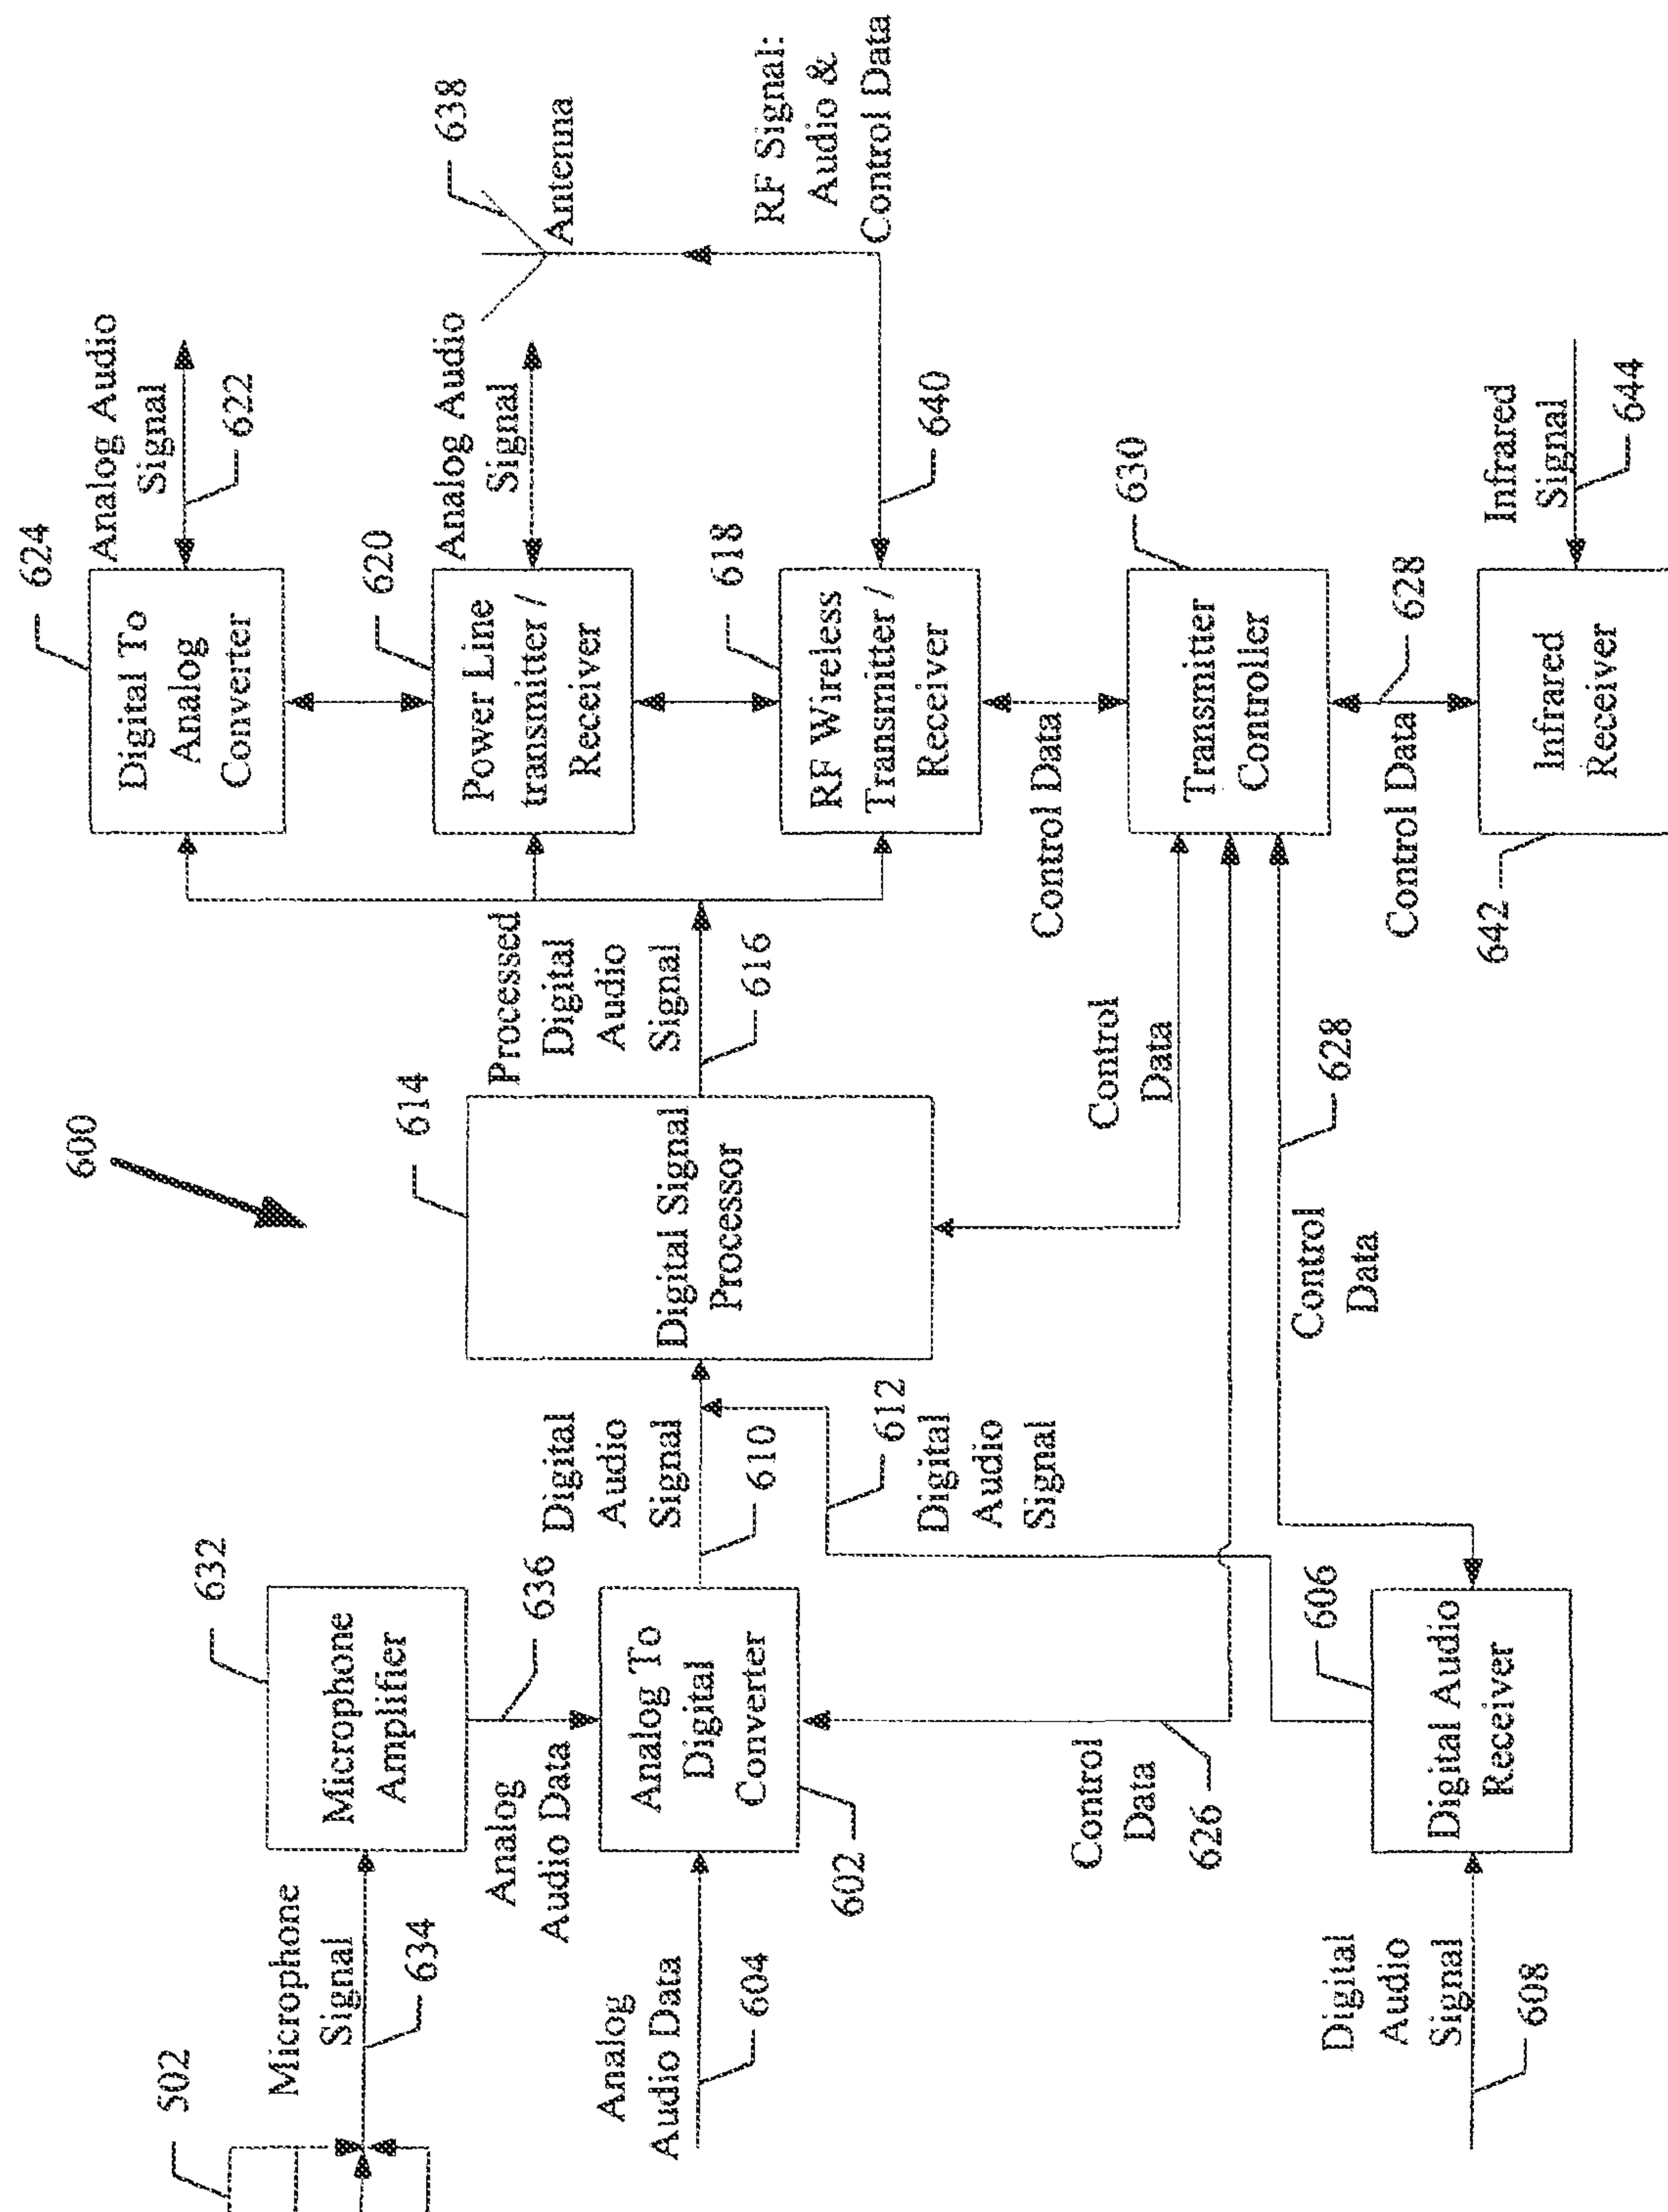 600
502
Microphone
Signal
634
632
Microphone
Amplifier
636
Analog
Audio Data
Analog
Audio Data
604
Analog To
Digital
Converter
602
Digital
Audio
Signal
610
612
Digital
Audio
Signal
614
Digital Signal
Processor
Processed
Digital
Audio
Signal
616
624
Digital To
Analog
Converter
Analog Audio
Signal
622
620
Power Line
transmitter /
Receiver
Analog Audio
Signal
638
Antenna
618
RF Wireless
Transmitter /
Receiver
640
RF Signal:
Audio &
Control Data
Control Data
Control
Data
630
Transmitter
Controller
Control
Data
626
Control
Data
628
Control Data
628
Digital
Audio
Signal
608
606
Digital Audio
Receiver
642
Infrared
Receiver
Infrared
Signal
644